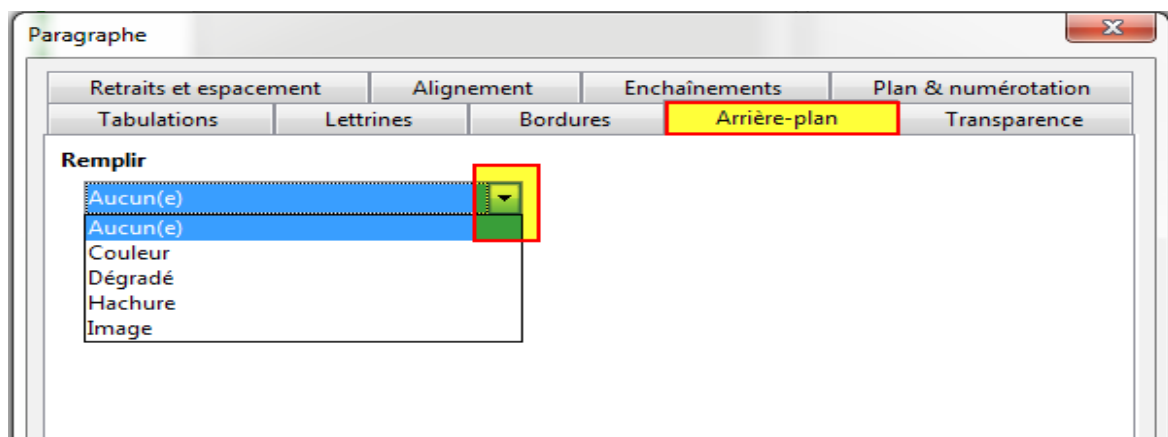 Paragraphe
Retraits et espacement Alignement Enchaînements Plan & numérotation
Tabulations Lettrines Bordures Arrière-plan Transparence
Remplir
Aucun(e)
Aucun(e)
Couleur
Dégradé
Hachure
Image